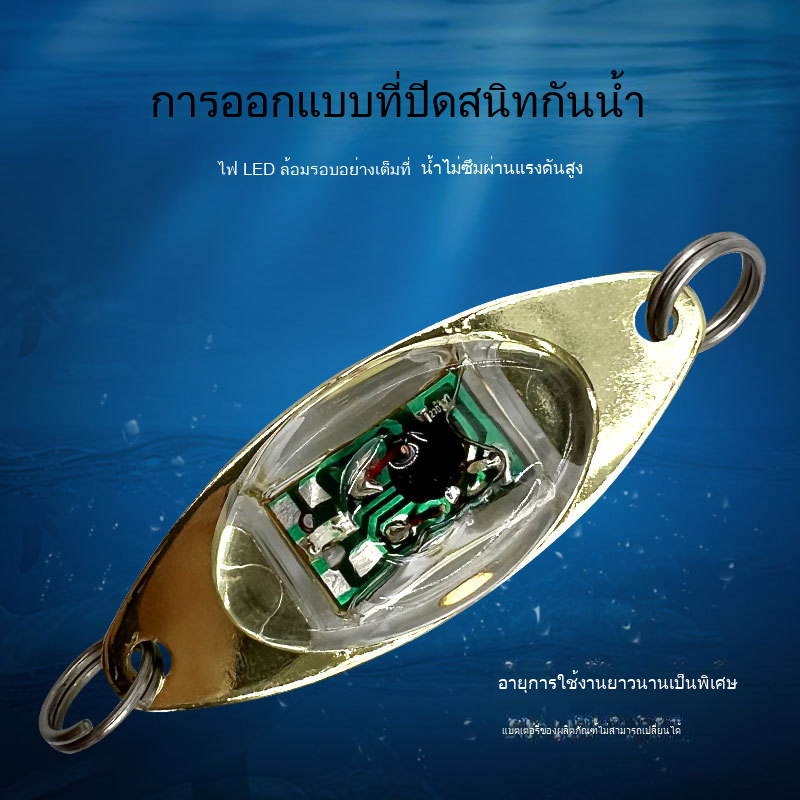 การออกแบบที่ปิดสนิทกันน้ำ
ไฟ LED ล้อมรอบอย่างเต็มที่ น้ำไม่ซึมผ่านแรงดันสูง
อายุการใช้งานยาวนานเป็นพิเศษ
แบตเตอรี่ของผลิตภัณฑ์ไม่สามารถเปลี่ยนได้